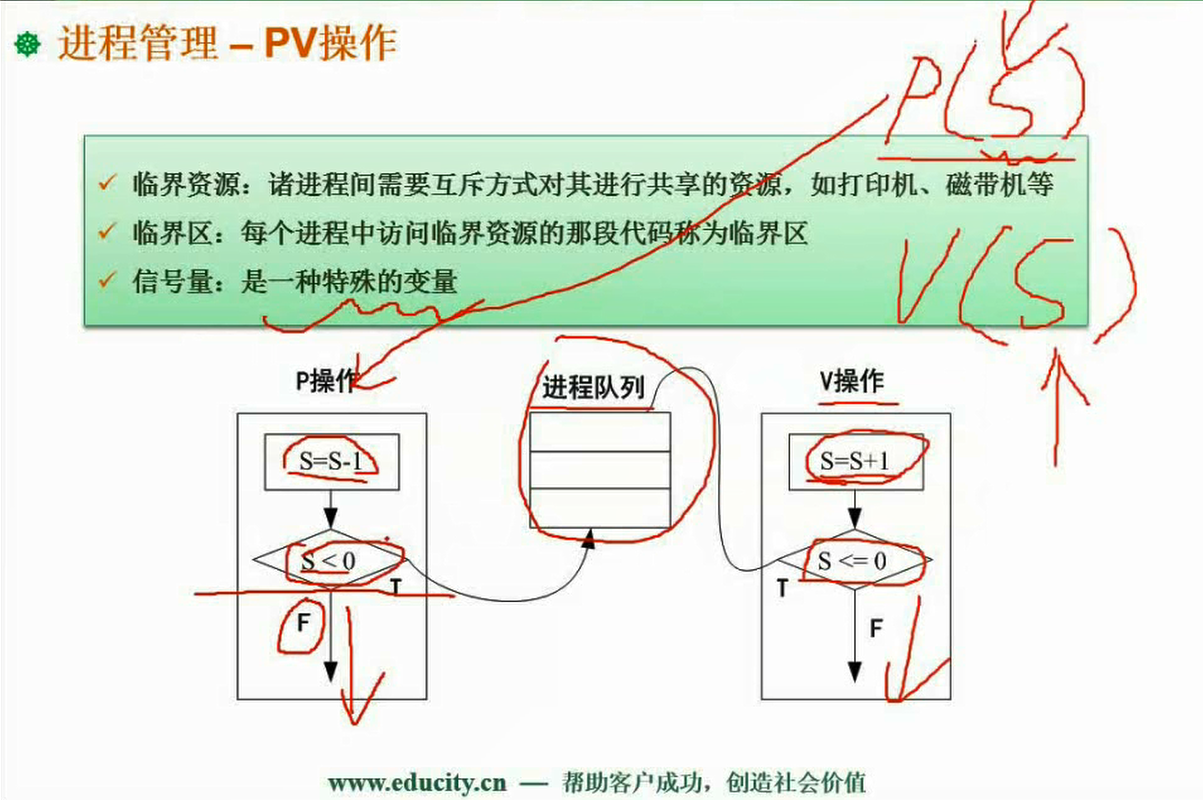 进程管理 – PV操作
P(S)
临界资源：诸进程间需要互斥方式对其进行共享的资源，如打印机、磁带机等
临界区：每个进程中访问临界资源的那段代码称为临界区
信号量：是一种特殊的变量
V(S)
P操作
进程队列
V操作
S=S-1
S=S+1
S < 0
S <= 0
T
T
F
F
www.educity.cn — 帮助客户成功，创造社会价值